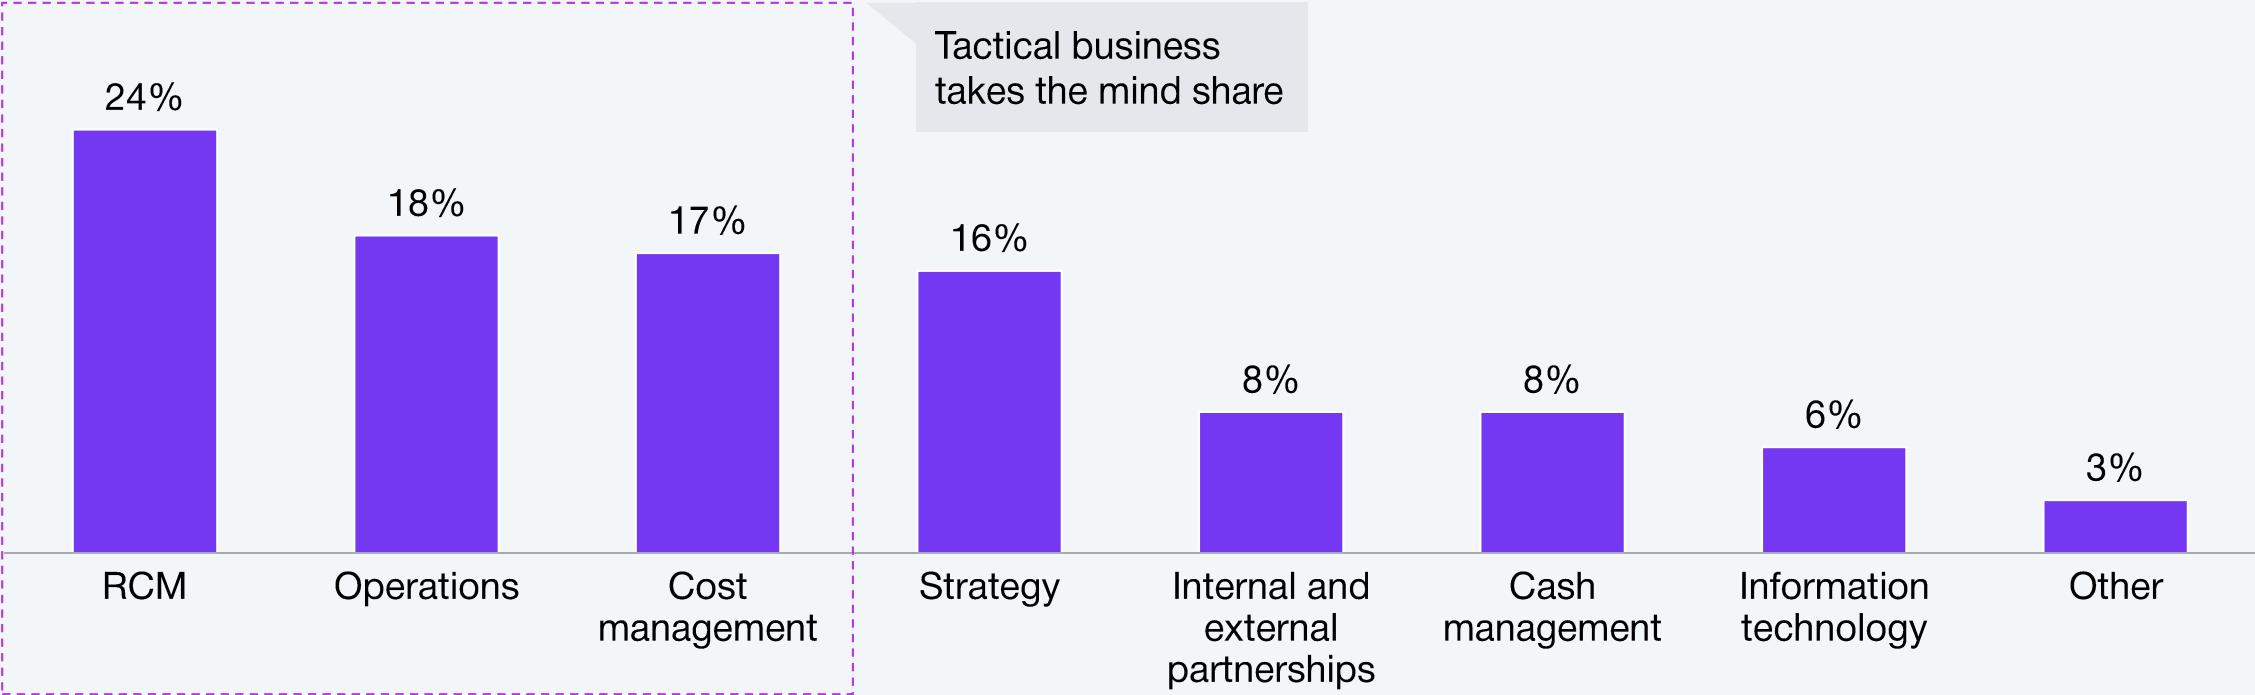 Tactical business
takes the mind share
24%
18%
17%
16%
8%
8%
6%
3%
RCM
Operations
Cost
management
Strategy
Internal and
external
partnerships
Cash
management
Information
technology
Other